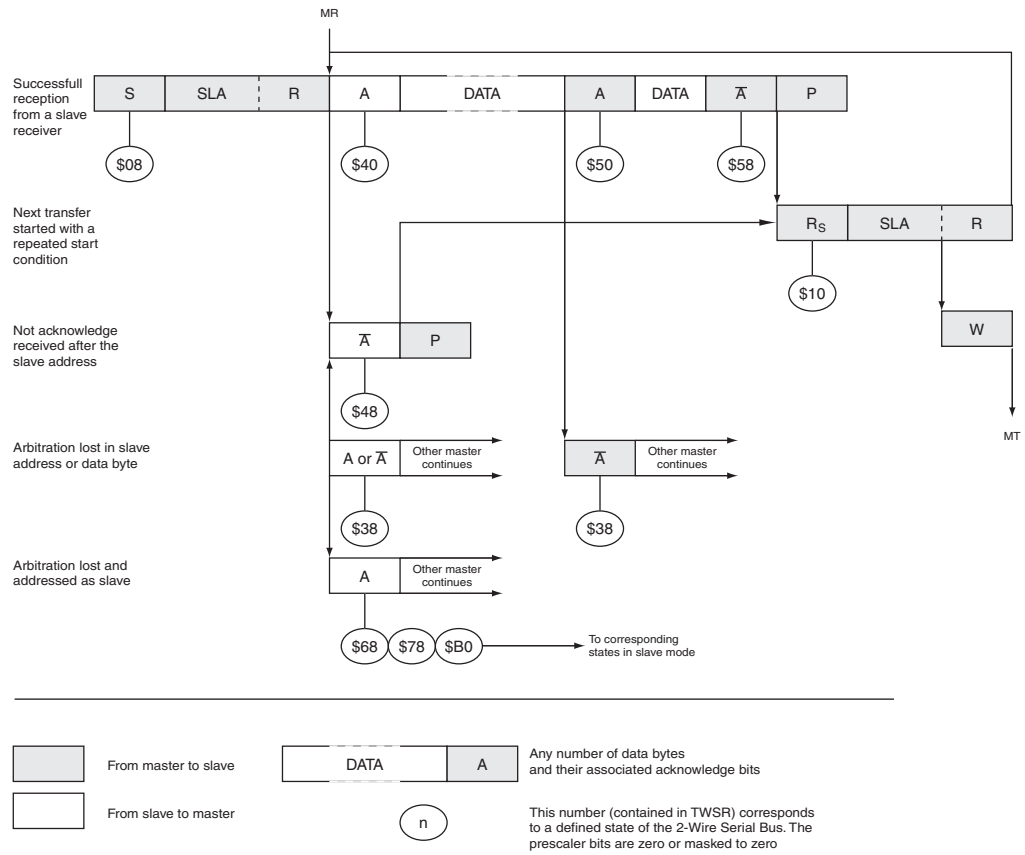 MR
Successfull
reception
from a slave
receiver
S SLA R A DATA A DATA A̅ P
$08 $40 $50 $58
Next transfer
started with a
repeated start
condition
RS SLA R
$10
W
MT
Not acknowledge
received after the
slave address
A̅ P
$48
Arbitration lost in slave
address or data byte
A or A̅
Other master
continues
A̅
Other master
continues
$38 $38
Arbitration lost and
addressed as slave
A
Other master
continues
$68 $78 $B0
To corresponding
states in slave mode
From master to slave
DATA A
Any number of data bytes
and their associated acknowledge bits
From slave to master
n
This number (contained in TWSR) corresponds
to a defined state of the 2-Wire Serial Bus. The
prescaler bits are zero or masked to zero